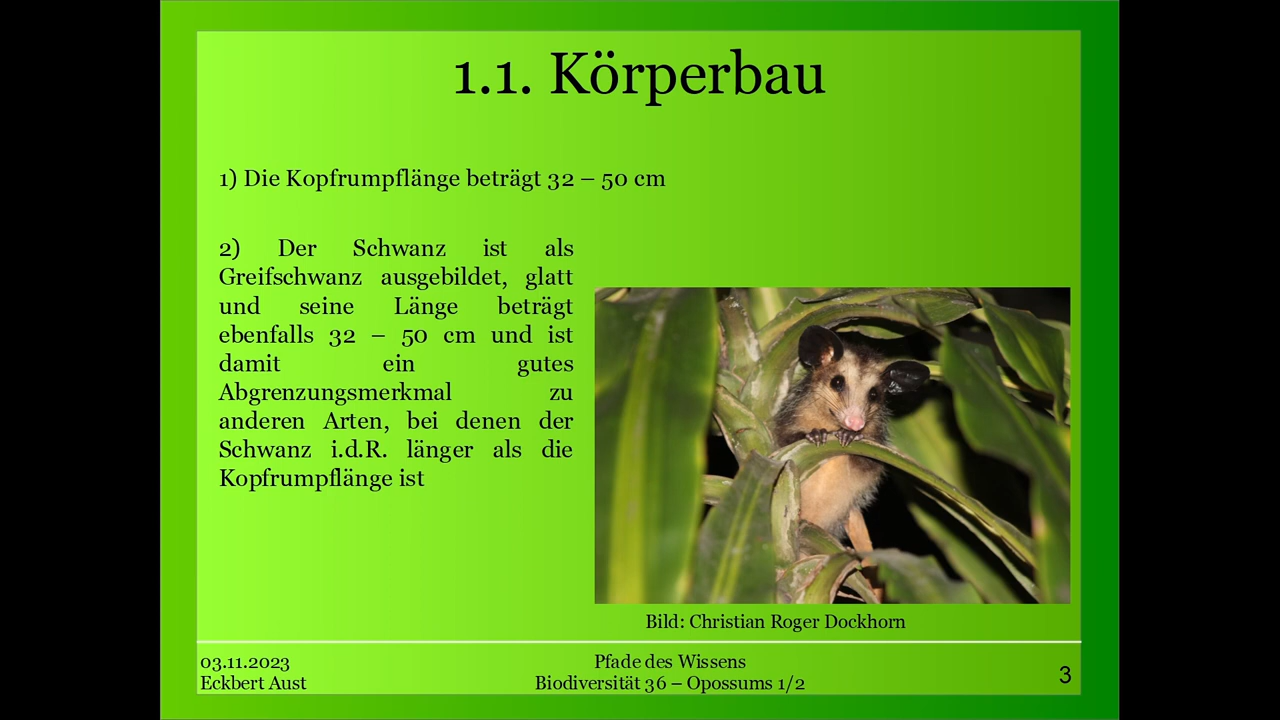 1.1. Körperbau
1) Die Kopfrumpflänge beträgt 32 – 50 cm
2) Der Schwanz ist als
Greifschwanz ausgebildet, glatt
und seine Länge beträgt
ebenfalls 32 – 50 cm und ist
damit ein gutes
Abgrenzungsmerkmal zu
anderen Arten, bei denen der
Schwanz i.d.R. länger als die
Kopfrumpflänge ist
Bild: Christian Roger Dockhorn
03.11.2023
Eckbert Aust
Pfade des Wissens
Biodiversität 36 – Opossums 1/2
3